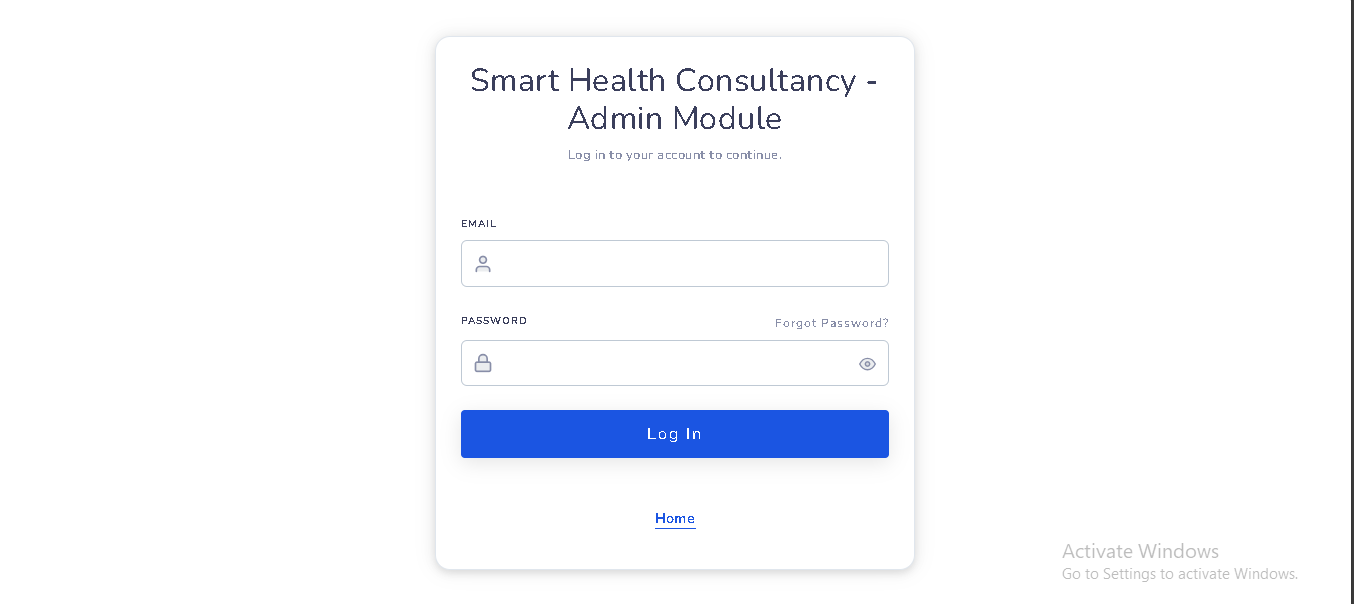 Smart Health Consultancy -
Admin Module
Log in to your account to continue.
EMAIL
PASSWORD
Forgot Password?
Log In
Home
Activate Windows
Go to Settings to activate Windows.